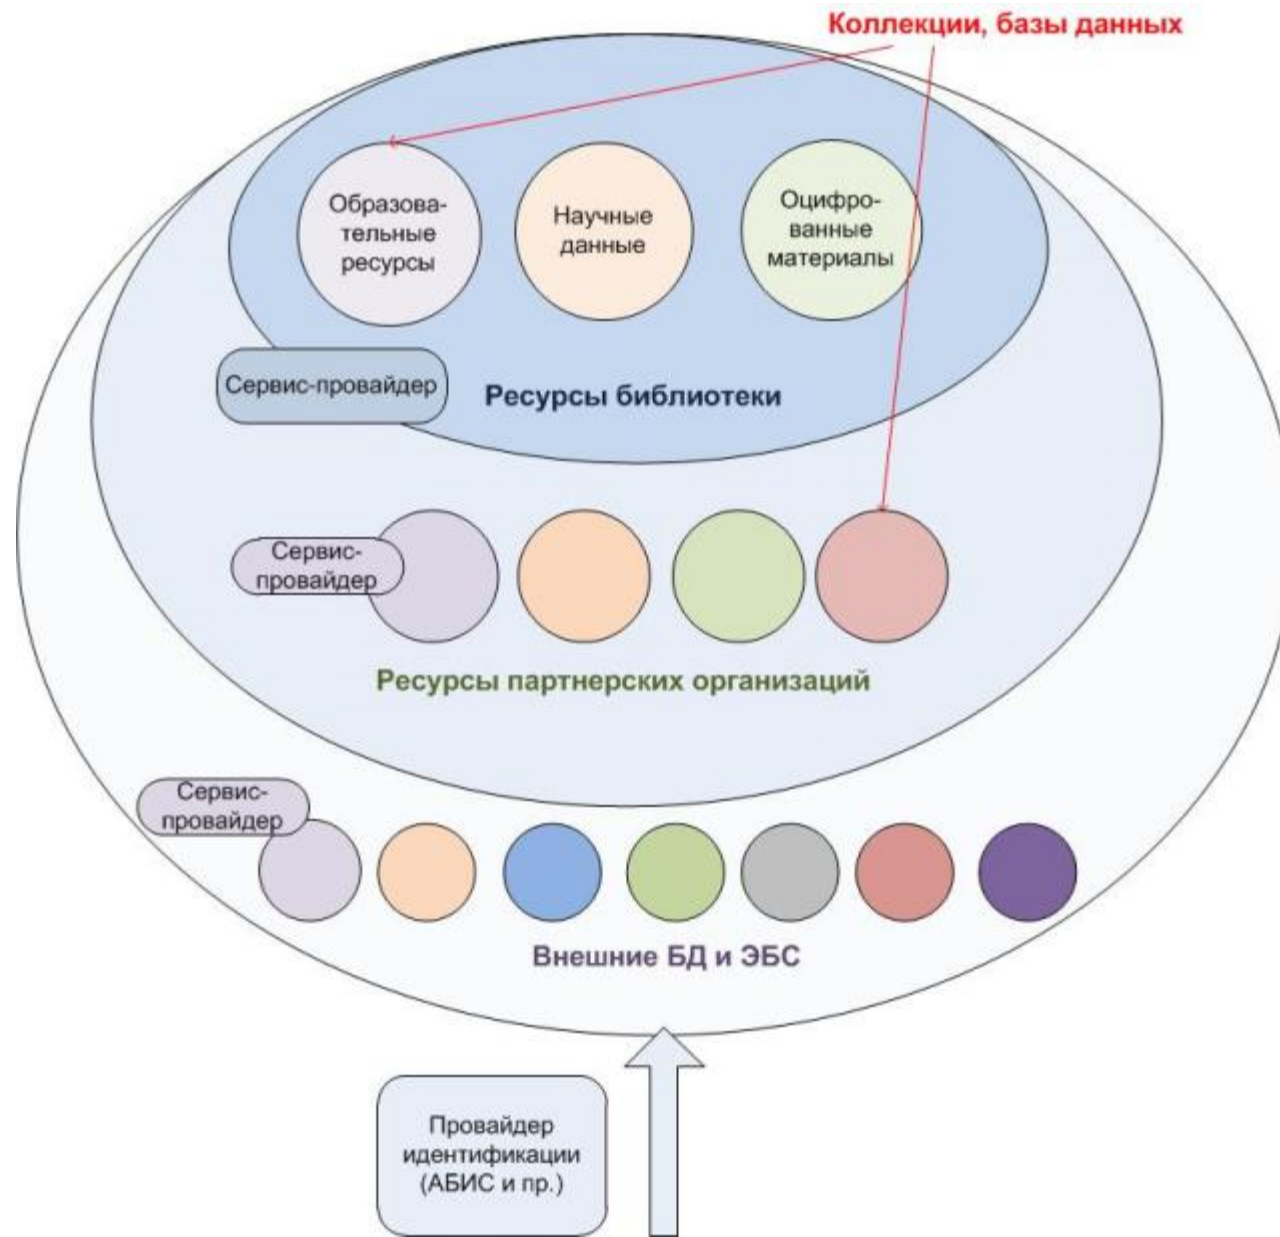 Коллекции, базы данных
Образова-
тельные
ресурсы
Научные
данные
Оцифро-
ванные
материалы
Сервис-провайдер
Ресурсы библиотеки
Сервис-
провайдер
Ресурсы партнерских организаций
Сервис-
провайдер
Внешние БД и ЭБС
Провайдер
идентификации
(АБИС и пр.)